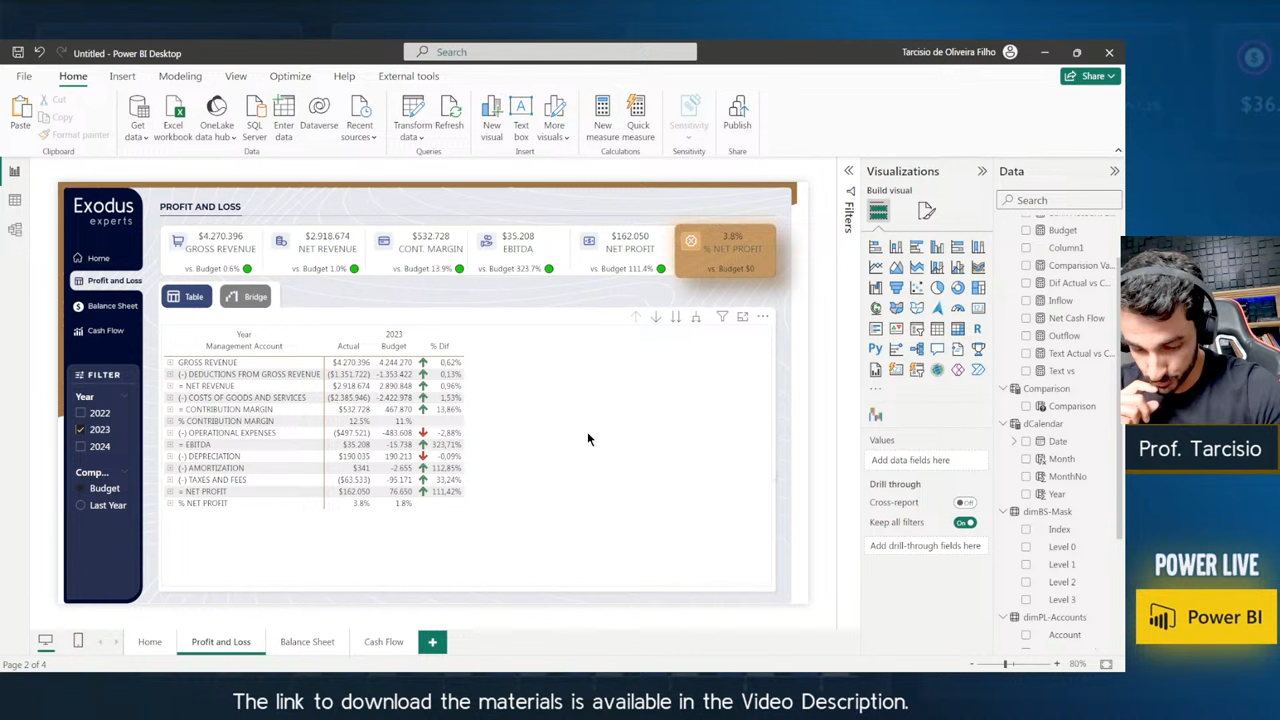 Untitled - Power BI Desktop
Search
Tarcisio de Oliveira Filho
File Home Insert Modeling View Optimize Help External tools
Share
Paste
Cut
Copy
Format painter
Get data
Excel workbook
OneLake data hub
SQL Server
Enter data
Dataverse
Recent sources
Transform data
Refresh
New visual
Text box
More visuals
New measure
Quick measure
Sensitivity
Publish
Clipboard Data Queries Insert Calculations Sensitivity Share
Exodus
experts
Home
Profit and Loss
Balance Sheet
Cash Flow
FILTER
Year
2022
2023
2024
Comp...
Budget
Last Year
PROFIT AND LOSS
$4.270.396
GROSS REVENUE
vs. Budget 0.6%
$2.918.674
NET REVENUE
vs. Budget 1.0%
$532.728
CONT. MARGIN
vs. Budget 13.9%
$35.208
EBITDA
vs. Budget 323.7%
$162.050
NET PROFIT
vs. Budget 111.4%
3.8%
% NET PROFIT
vs. Budget $0
Table
Bridge
Year 2023
Management Account Actual Budget % Dif
GROSS REVENUE $4.270.396 4.244.270 0,62%
(-) DEDUCTIONS FROM GROSS REVENUE ($1.351.722) -1.353.422 0,13%
= NET REVENUE $2.918.674 2.890.848 0,96%
(-) COSTS OF GOODS AND SERVICES ($2.385.946) -2.422.978 1,53%
= CONTRIBUTION MARGIN $532.728 467.870 13,86%
% CONTRIBUTION MARGIN 12.5% 11.%
(-) OPERATIONAL EXPENSES ($497.521) -483.608 -2,88%
= EBITDA $35.208 -15.738 323,71%
(-) DEPRECIATION $190.035 190.213 -0,09%
(-) AMORTIZATION $341 -2.655 112,85%
(-) TAXES AND FEES ($63.533) -95.171 33,24%
= NET PROFIT $162.050 76.650 111,42%
% NET PROFIT 3.8% 1.8%
Filters
Visualizations
Build visual
Values
Add data fields here
Drill through
Cross-report
Off
Keep all filters
On
Add drill-through fields here
Data
Search
Budget
Column1
Comparision Va...
Dif Actual vs C...
Inflow
Net Cash Flow
Outflow
Text Actual vs C...
Text vs
Comparison
Comparison
dCalendar
Date
Month
MonthNo
Year
dimBS-Mask
Index
Level 0
Level 1
Level 2
Level 3
dimPL-Accounts
Account
Home Profit and Loss Balance Sheet Cash Flow
Page 2 of 4
80%
Prof. Tarcisio
POWER LIVE
Power BI
The link to download the materials is available in the Video Description.